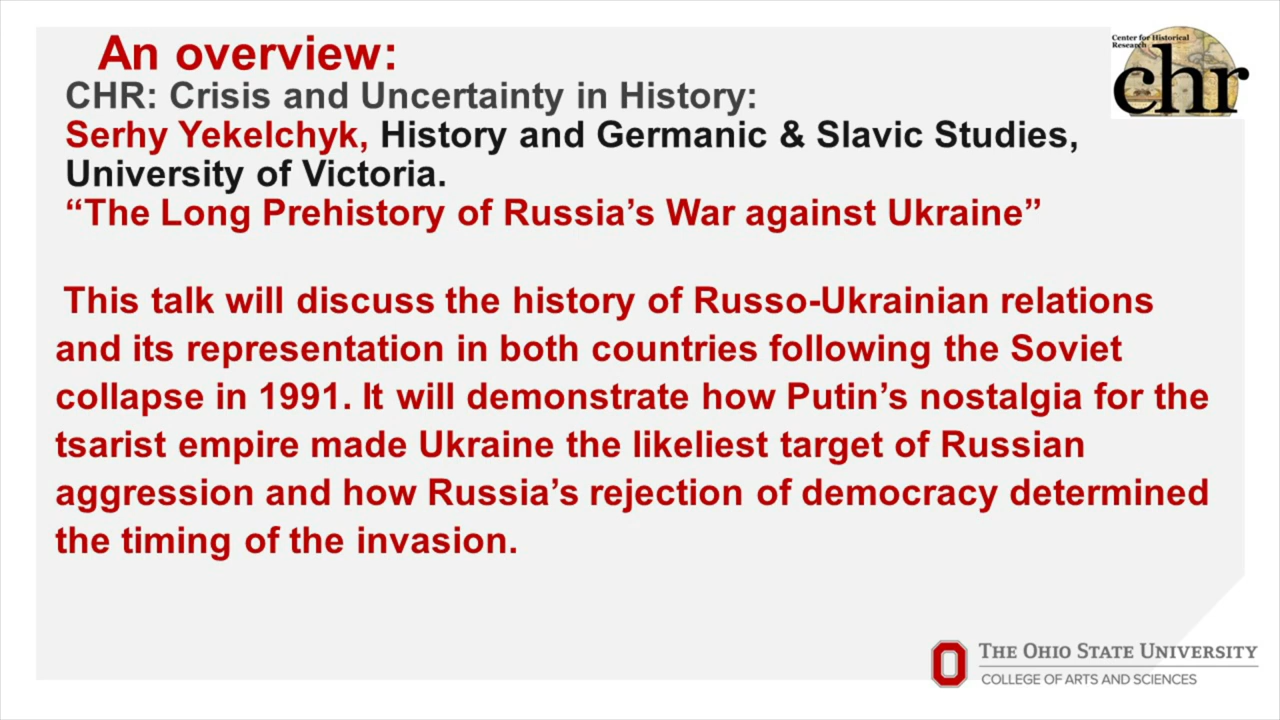 An overview:
Center for Historical
Research
chr
CHR: Crisis and Uncertainty in History:
Serhy Yekelchyk, History and Germanic & Slavic Studies,
University of Victoria.
“The Long Prehistory of Russia’s War against Ukraine”
This talk will discuss the history of Russo-Ukrainian relations
and its representation in both countries following the Soviet
collapse in 1991. It will demonstrate how Putin’s nostalgia for the
tsarist empire made Ukraine the likeliest target of Russian
aggression and how Russia’s rejection of democracy determined
the timing of the invasion.
THE OHIO STATE UNIVERSITY
COLLEGE OF ARTS AND SCIENCES